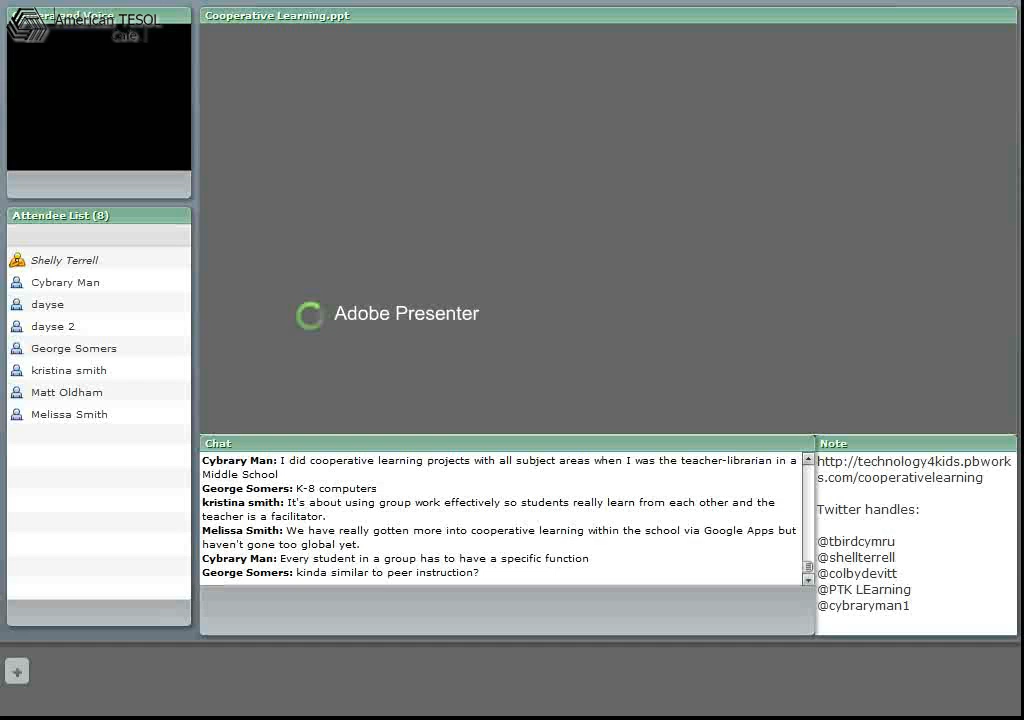 American TESOL
Café
Camera and Voice
Cooperative Learning.ppt
Adobe Presenter
Attendee List (8)
Shelly Terrell
Cybrary Man
dayse
dayse 2
George Somers
kristina smith
Matt Oldham
Melissa Smith
Chat
Cybrary Man: I did cooperative learning projects with all subject areas when I was the teacher-librarian in a
Middle School
George Somers: K-8 computers
kristina smith: It's about using group work effectively so students really learn from each other and the
teacher is a facilitator.
Melissa Smith: We have really gotten more into cooperative learning within the school via Google Apps but
haven't gone too global yet.
Cybrary Man: Every student in a group has to have a specific function
George Somers: kinda similar to peer instruction?
Note
http://technology4kids.pbwork
s.com/cooperativelearning
Twitter handles:
@tbirdcymru
@shellterrell
@colbydevitt
@PTK LEarning
@cybraryman1